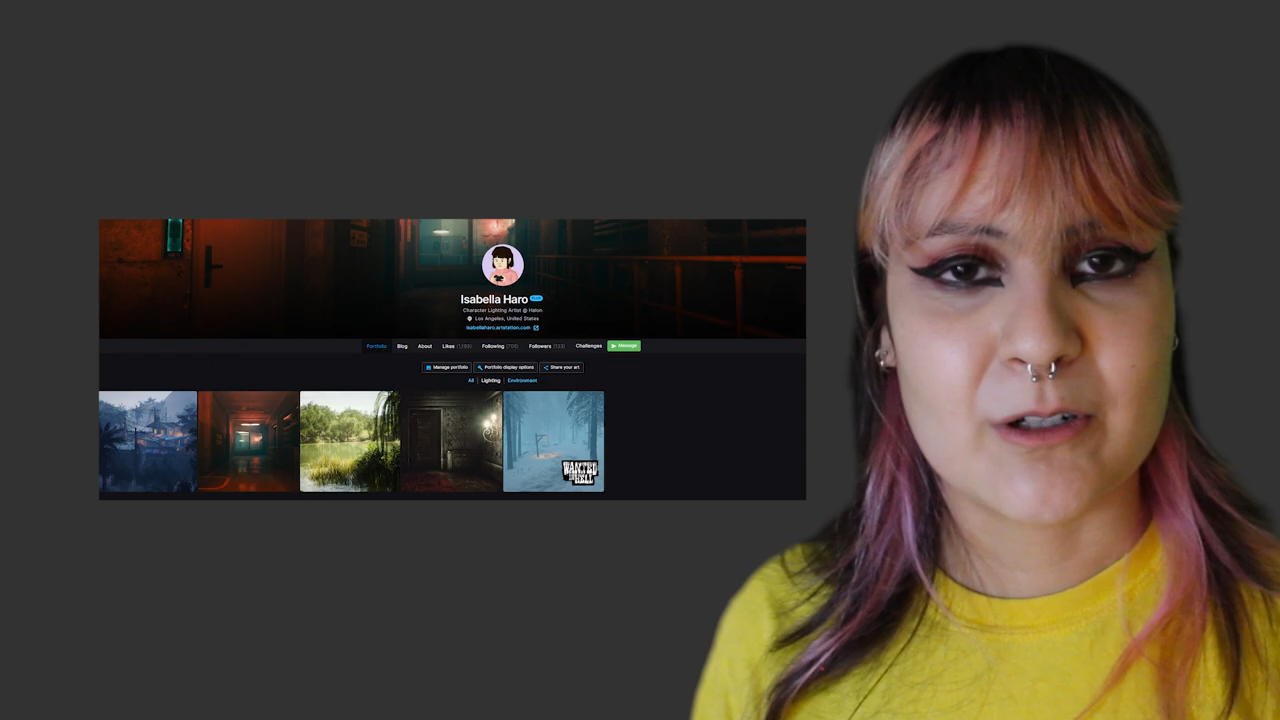 Isabella Haro PLUS
Character Lighting Artist @ Halon
Los Angeles, United States
isabellaharo.artstation.com
Portfolio Blog About Likes Following Followers Challenges Message
Manage portfolio Portfolio display options Share your art
All | Lighting | Environment
WANTED
HELL